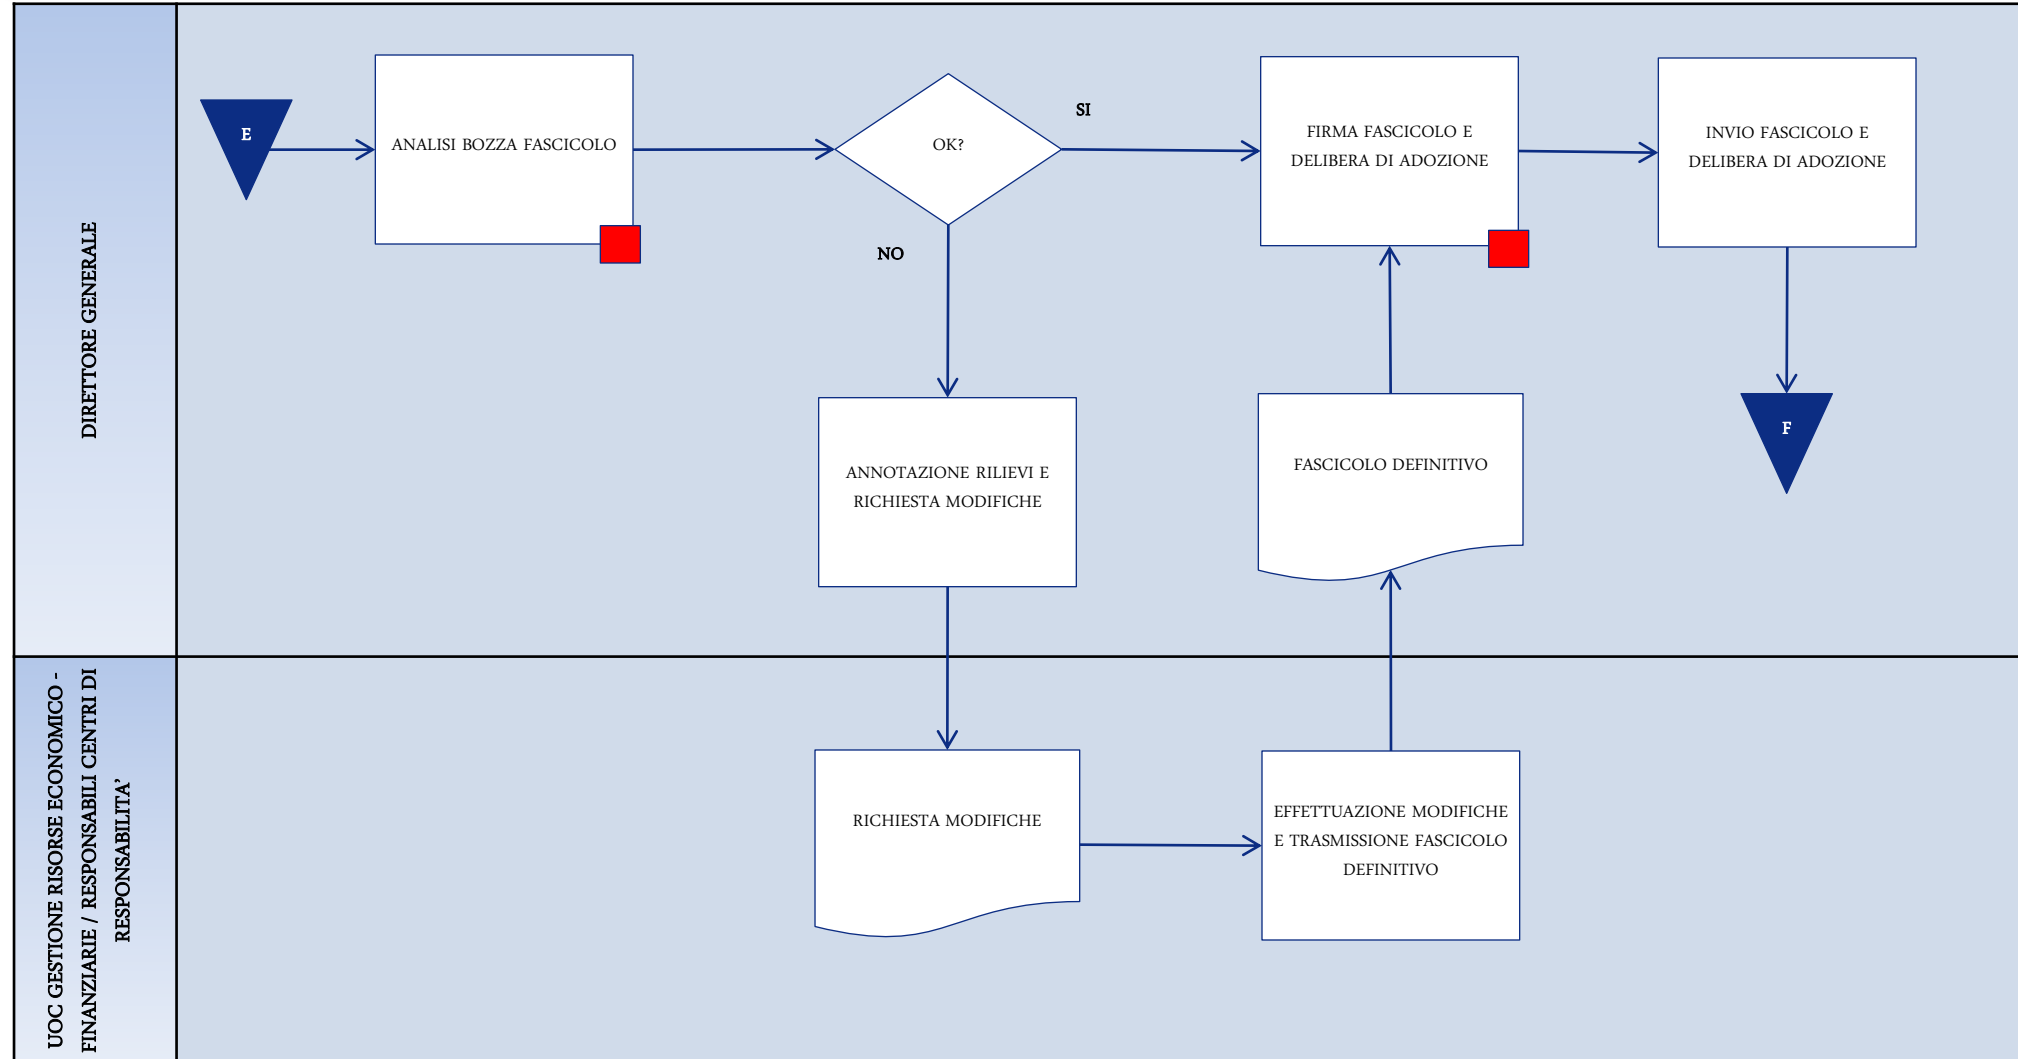 DIRETTORE GENERALE
E
ANALISI BOZZA FASCICOLO
OK?
SI
NO
FIRMA FASCICOLO E
DELIBERA DI ADOZIONE
INVIO FASCICOLO E
DELIBERA DI ADOZIONE
ANNOTAZIONE RILIEVI E
RICHIESTA MODIFICHE
FASCICOLO DEFINITIVO
F
UOC GESTIONE RISORSE ECONOMICO -
FINANZIARIE / RESPONSABILI CENTRI DI
RESPONSABILITA’
RICHIESTA MODIFICHE
EFFETTUAZIONE MODIFICHE
E TRASMISSIONE FASCICOLO
DEFINITIVO